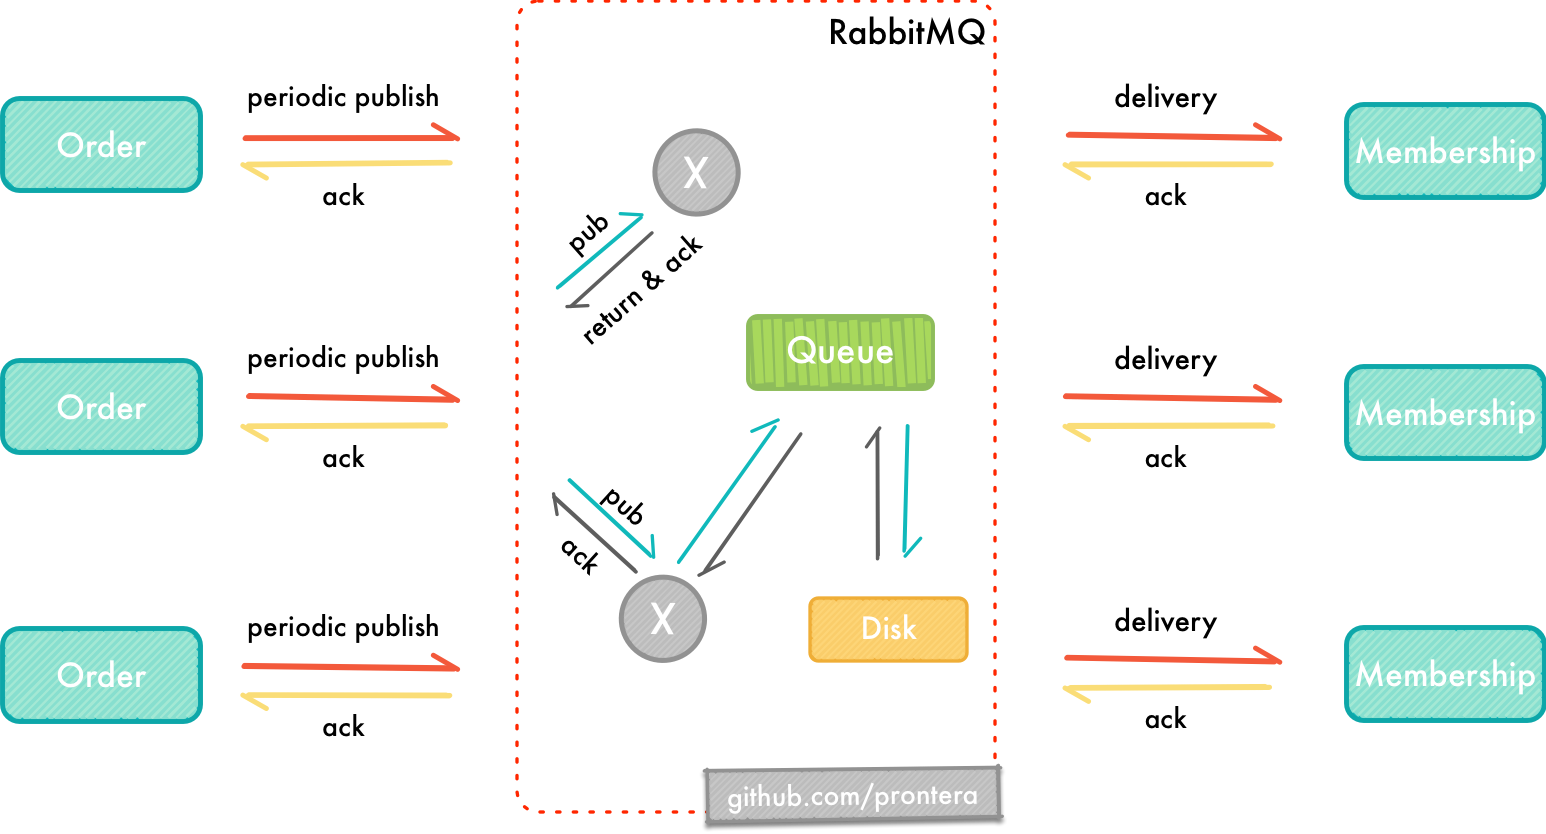 RabbitMQ
periodic publish
delivery
Order
Membership
ack
ack
X
pub
return & ack
Queue
periodic publish
delivery
Order
Membership
ack
ack
pub
ack
X
Disk
periodic publish
delivery
Order
Membership
ack
ack
github.com/prontera